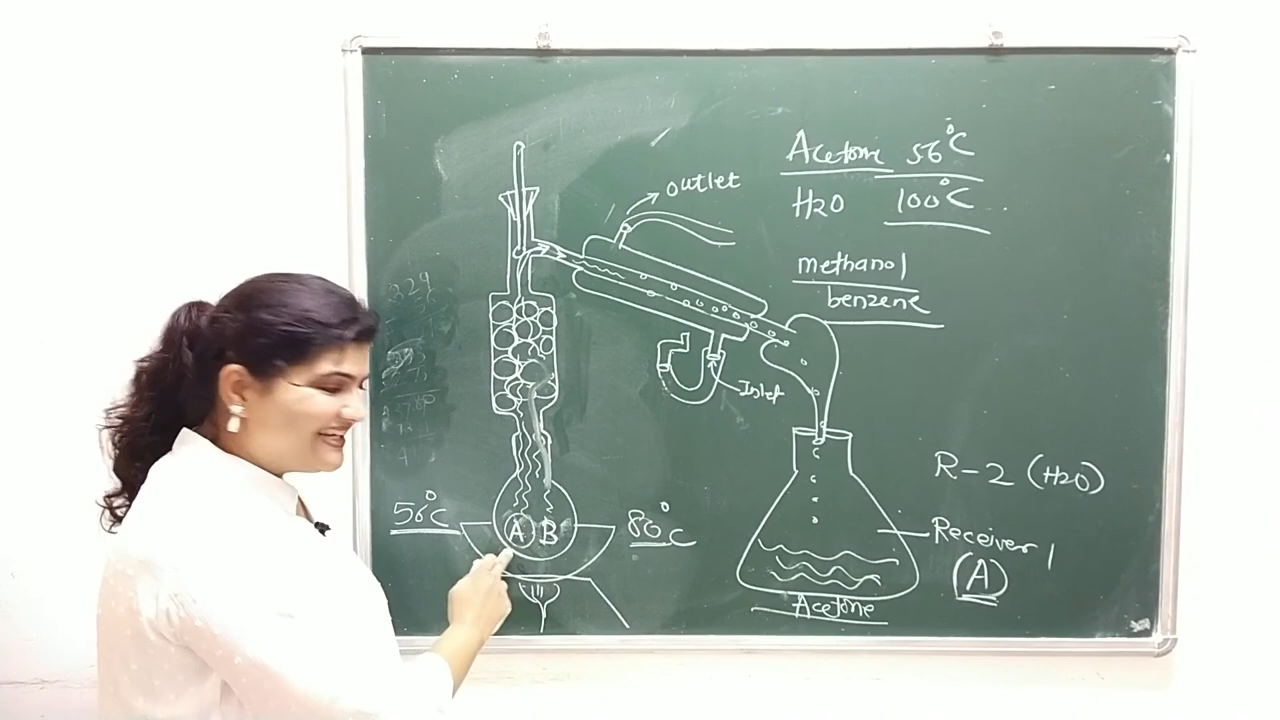 Outlet
Acetone 56°C
H2O 100°C
methanol
benzene
Inlet
R-2 (H2O)
56°C
A B
80°C
Receiver 1
(A)
Acetone